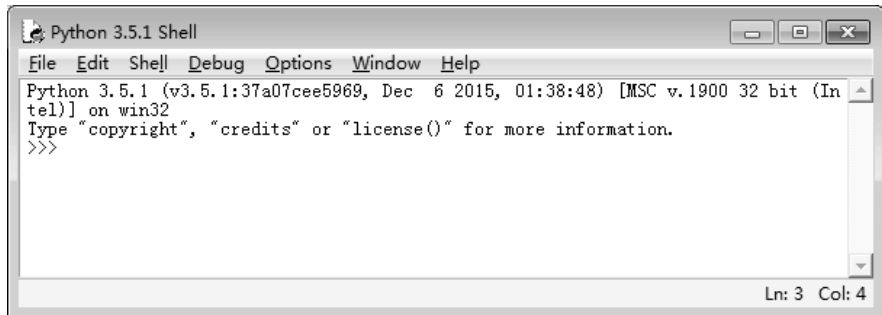 Python 3.5.1 Shell
File Edit Shell Debug Options Window Help
Python 3.5.1 (v3.5.1:37a07cee5969, Dec  6 2015, 01:38:48) [MSC v.1900 32 bit (In
tel)] on win32
Type "copyright", "credits" or "license()" for more information.
>>>
Ln: 3 Col: 4